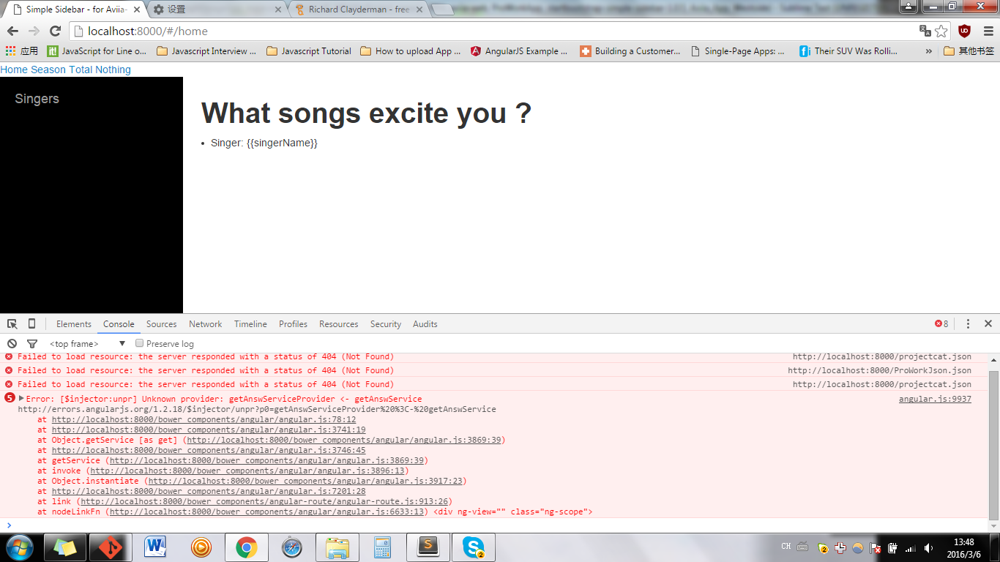 Simple Sidebar - for Aviia-
设置
Richard Clayderman - free
localhost:8000/#/home
应用
JavaScript for Line o...
Javascript Interview ...
Javascript Tutorial
How to upload App ...
AngularJS Example ...
Building a Customer...
Single-Page Apps: ...
Their SUV Was Rolli...
»
其他书签
Home Season Total Nothing
Singers
What songs excite you ?
• Singer: {{singerName}}
Elements Console Sources Network Timeline Profiles Resources Security Audits
8
<top frame> ▼ Preserve log
Failed to load resource: the server responded with a status of 404 (Not Found) http://localhost:8000/projectcat.json
Failed to load resource: the server responded with a status of 404 (Not Found) http://localhost:8000/ProWorkJson.json
Failed to load resource: the server responded with a status of 404 (Not Found) http://localhost:8000/projectcat.json
5 ▶Error: [$injector:unpr] Unknown provider: getAnswServiceProvider <- getAnswService angular.js:9937
http://errors.angularjs.org/1.2.18/$injector/unpr?p0=getAnswServiceProvider%20%3C-%20getAnswService
at http://localhost:8000/bower_components/angular/angular.js:78:12
at http://localhost:8000/bower_components/angular/angular.js:3741:19
at Object.getService [as get] (http://localhost:8000/bower_components/angular/angular.js:3869:39)
at http://localhost:8000/bower_components/angular/angular.js:3746:45
at getService (http://localhost:8000/bower_components/angular/angular.js:3869:39)
at invoke (http://localhost:8000/bower_components/angular/angular.js:3896:13)
at Object.instantiate (http://localhost:8000/bower_components/angular/angular.js:3917:23)
at http://localhost:8000/bower_components/angular/angular.js:7201:28
at link (http://localhost:8000/bower_components/angular-route/angular-route.js:913:26)
at nodeLinkFn (http://localhost:8000/bower_components/angular/angular.js:6633:13) <div ng-view="" class="ng-scope">
>
CH
13:48
2016/3/6